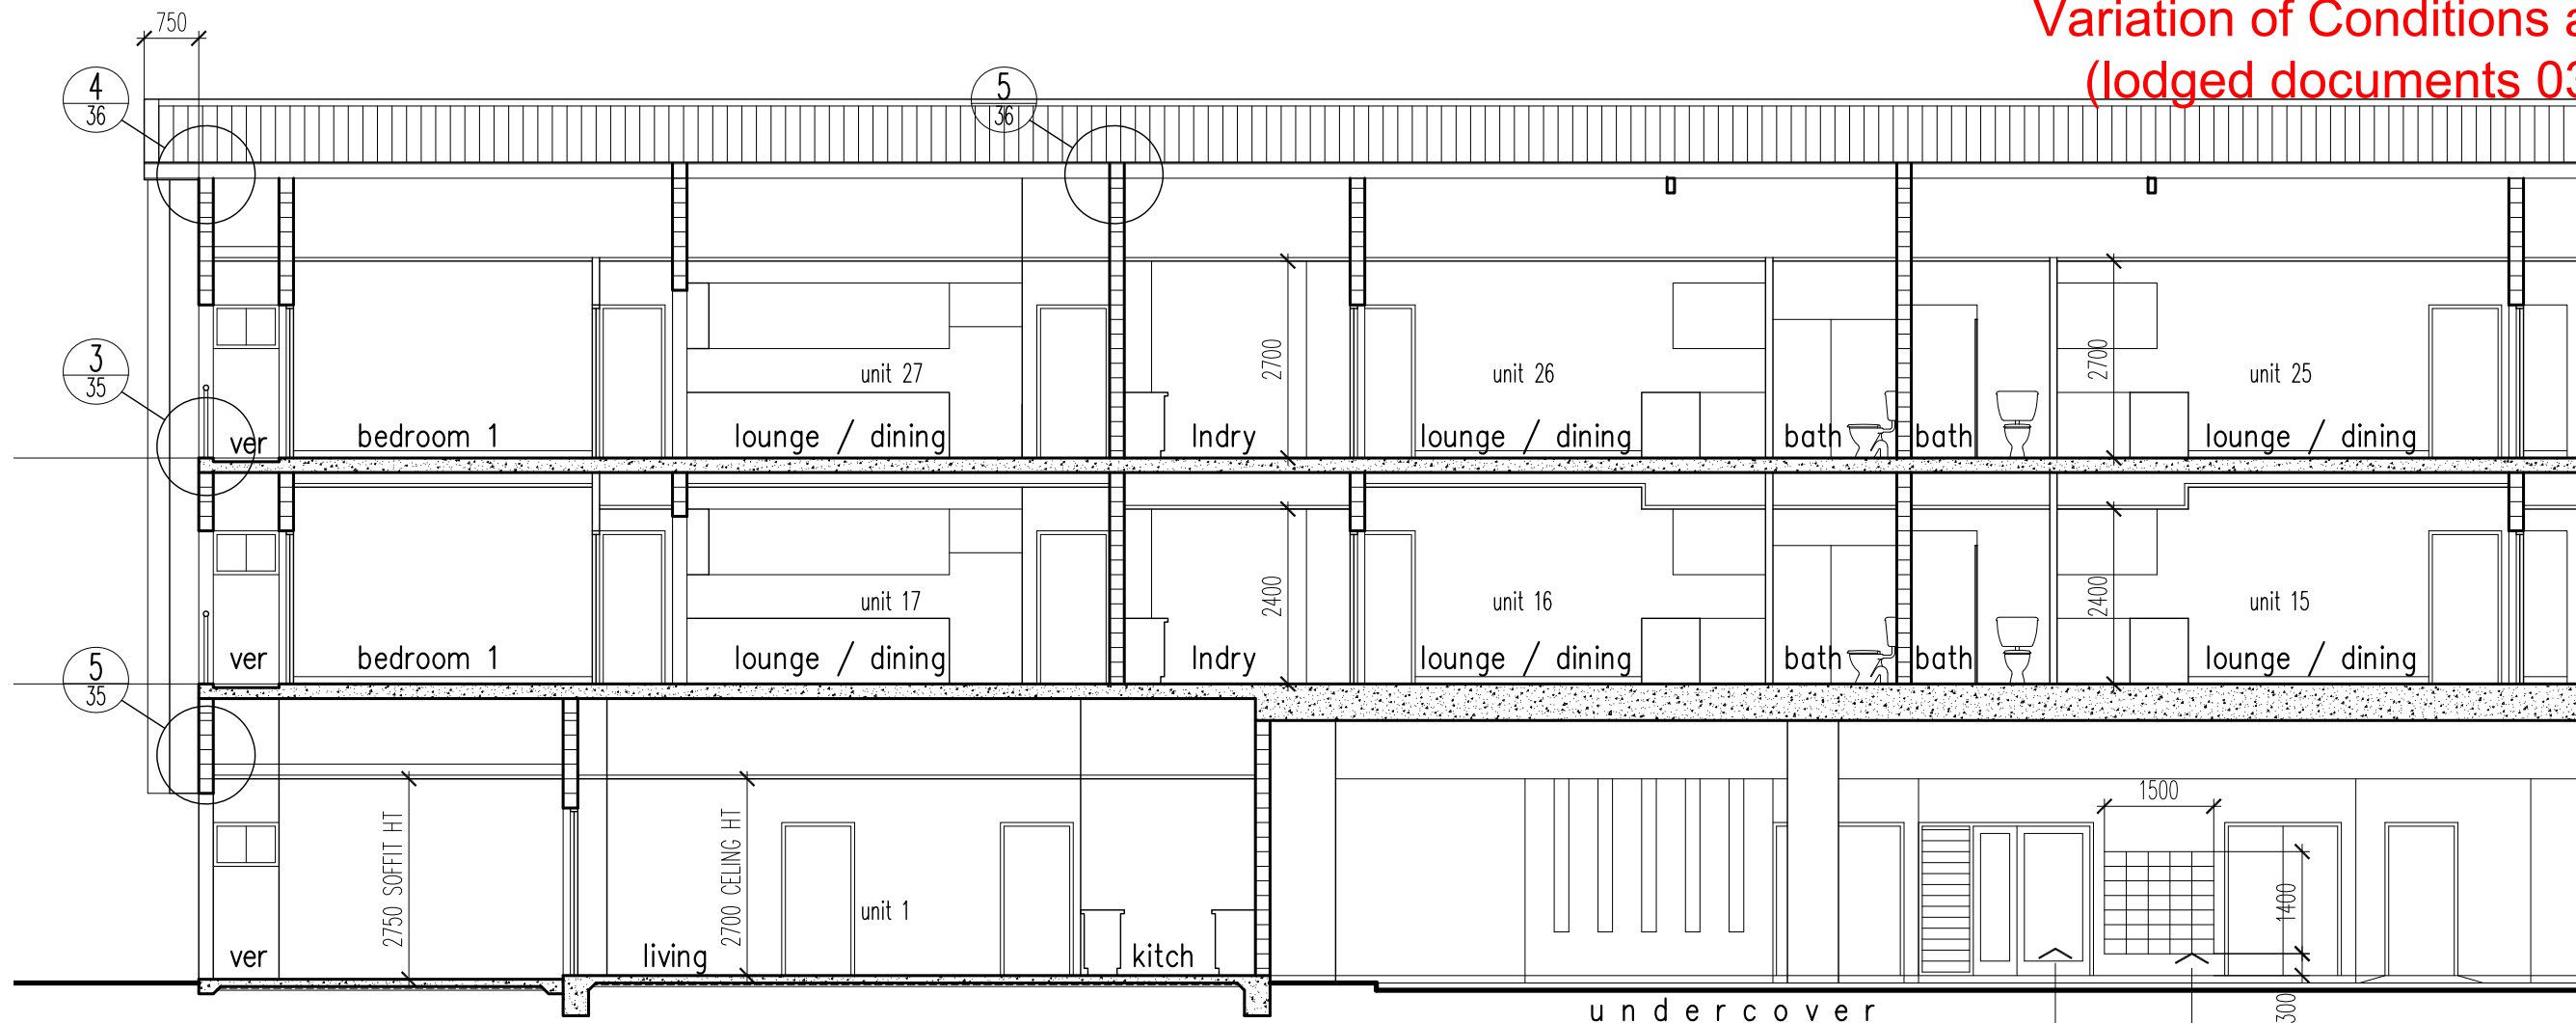 Variation of Conditions a
(lodged documents 03
750
4
36
5
36
3
35
unit 27
2700
unit 26
2700
unit 25
ver
bedroom 1
lounge / dining
lndry
lounge / dining
bath
bath
lounge / dining
unit 17
2400
unit 16
2400
unit 15
ver
bedroom 1
lounge / dining
lndry
lounge / dining
bath
bath
lounge / dining
5
35
1500
2750 SOFFIT HT
2700 CELING HT
unit 1
1400
ver
living
kitch
undercover
300